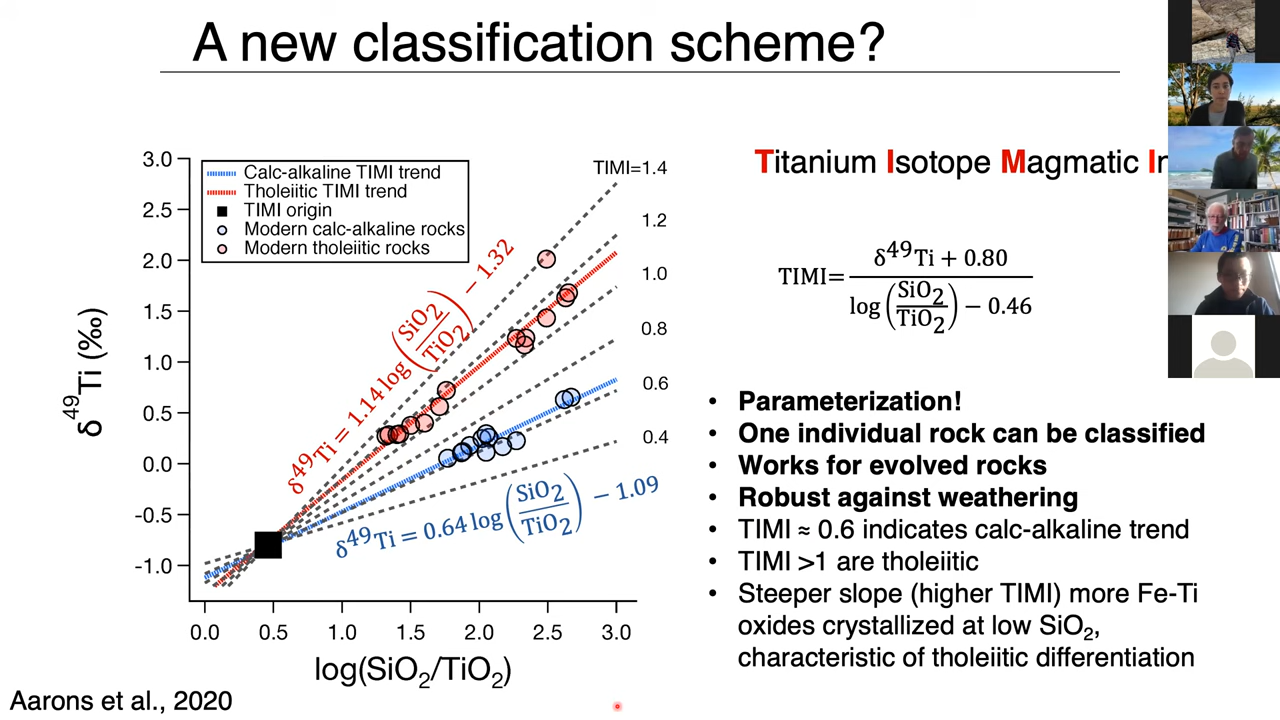 A new classification scheme?
Titanium Isotope Magmatic
TIMI= δ⁴⁹Ti + 0.80 / log (SiO₂/TiO₂) − 0.46
Calc-alkaline TIMI trend
Tholeiitic TIMI trend
TIMI origin
Modern calc-alkaline rocks
Modern tholeiitic rocks
TIMI=1.4
1.2
1.0
0.8
0.6
0.4
δ⁴⁹Ti = 1.14 log (SiO₂/TiO₂) − 1.32
δ⁴⁹Ti = 0.64 log (SiO₂/TiO₂) − 1.09
δ⁴⁹Ti (‰)
3.0
2.5
2.0
1.5
1.0
0.5
0.0
-0.5
-1.0
0.0 0.5 1.0 1.5 2.0 2.5 3.0
log(SiO₂/TiO₂)
• Parameterization!
• One individual rock can be classified
• Works for evolved rocks
• Robust against weathering
• TIMI ≈ 0.6 indicates calc-alkaline trend
• TIMI >1 are tholeiitic
• Steeper slope (higher TIMI) more Fe-Ti
oxides crystallized at low SiO₂,
characteristic of tholeiitic differentiation
Aarons et al., 2020